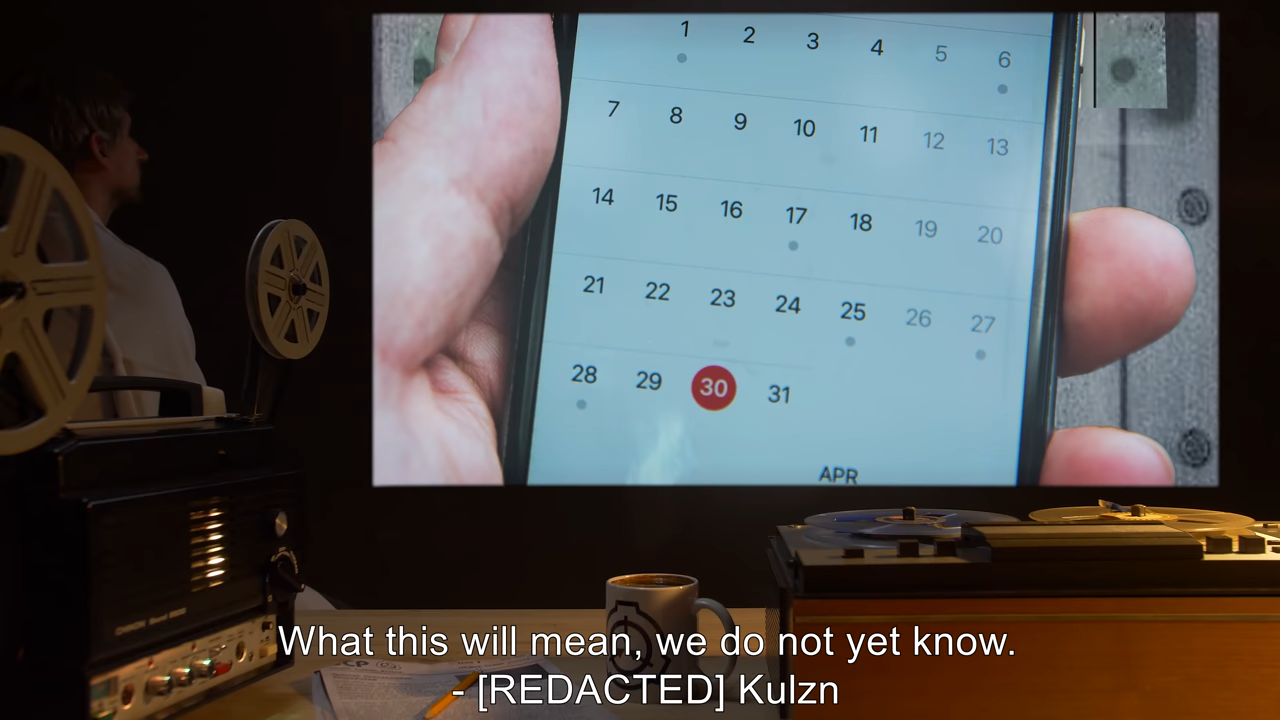 1 2 3 4 5 6
7 8 9 10 11 12 13
14 15 16 17 18 19 20
21 22 23 24 25 26 27
28 29 30 31
APR
What this will mean, we do not yet know.
- [REDACTED] Kulzn